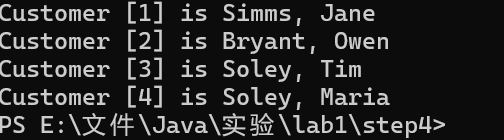 Customer [1] is Simms, Jane
Customer [2] is Bryant, Owen
Customer [3] is Soley, Tim
Customer [4] is Soley, Maria
PS E:\文件\Java\实验\lab1\step4>